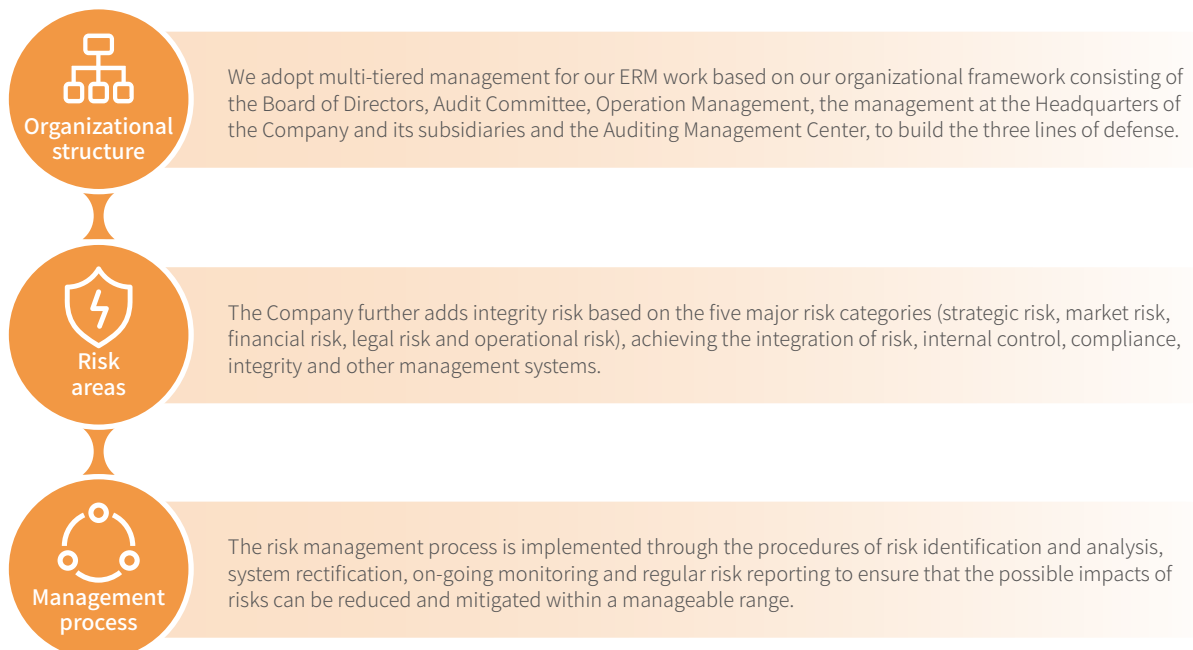 Organizational
structure
We adopt multi-tiered management for our ERM work based on our organizational framework consisting of
the Board of Directors, Audit Committee, Operation Management, the management at the Headquarters of
the Company and its subsidiaries and the Auditing Management Center, to build the three lines of defense.
Risk
areas
The Company further adds integrity risk based on the five major risk categories (strategic risk, market risk,
financial risk, legal risk and operational risk), achieving the integration of risk, internal control, compliance,
integrity and other management systems.
Management
process
The risk management process is implemented through the procedures of risk identification and analysis,
system rectification, on-going monitoring and regular risk reporting to ensure that the possible impacts of
risks can be reduced and mitigated within a manageable range.